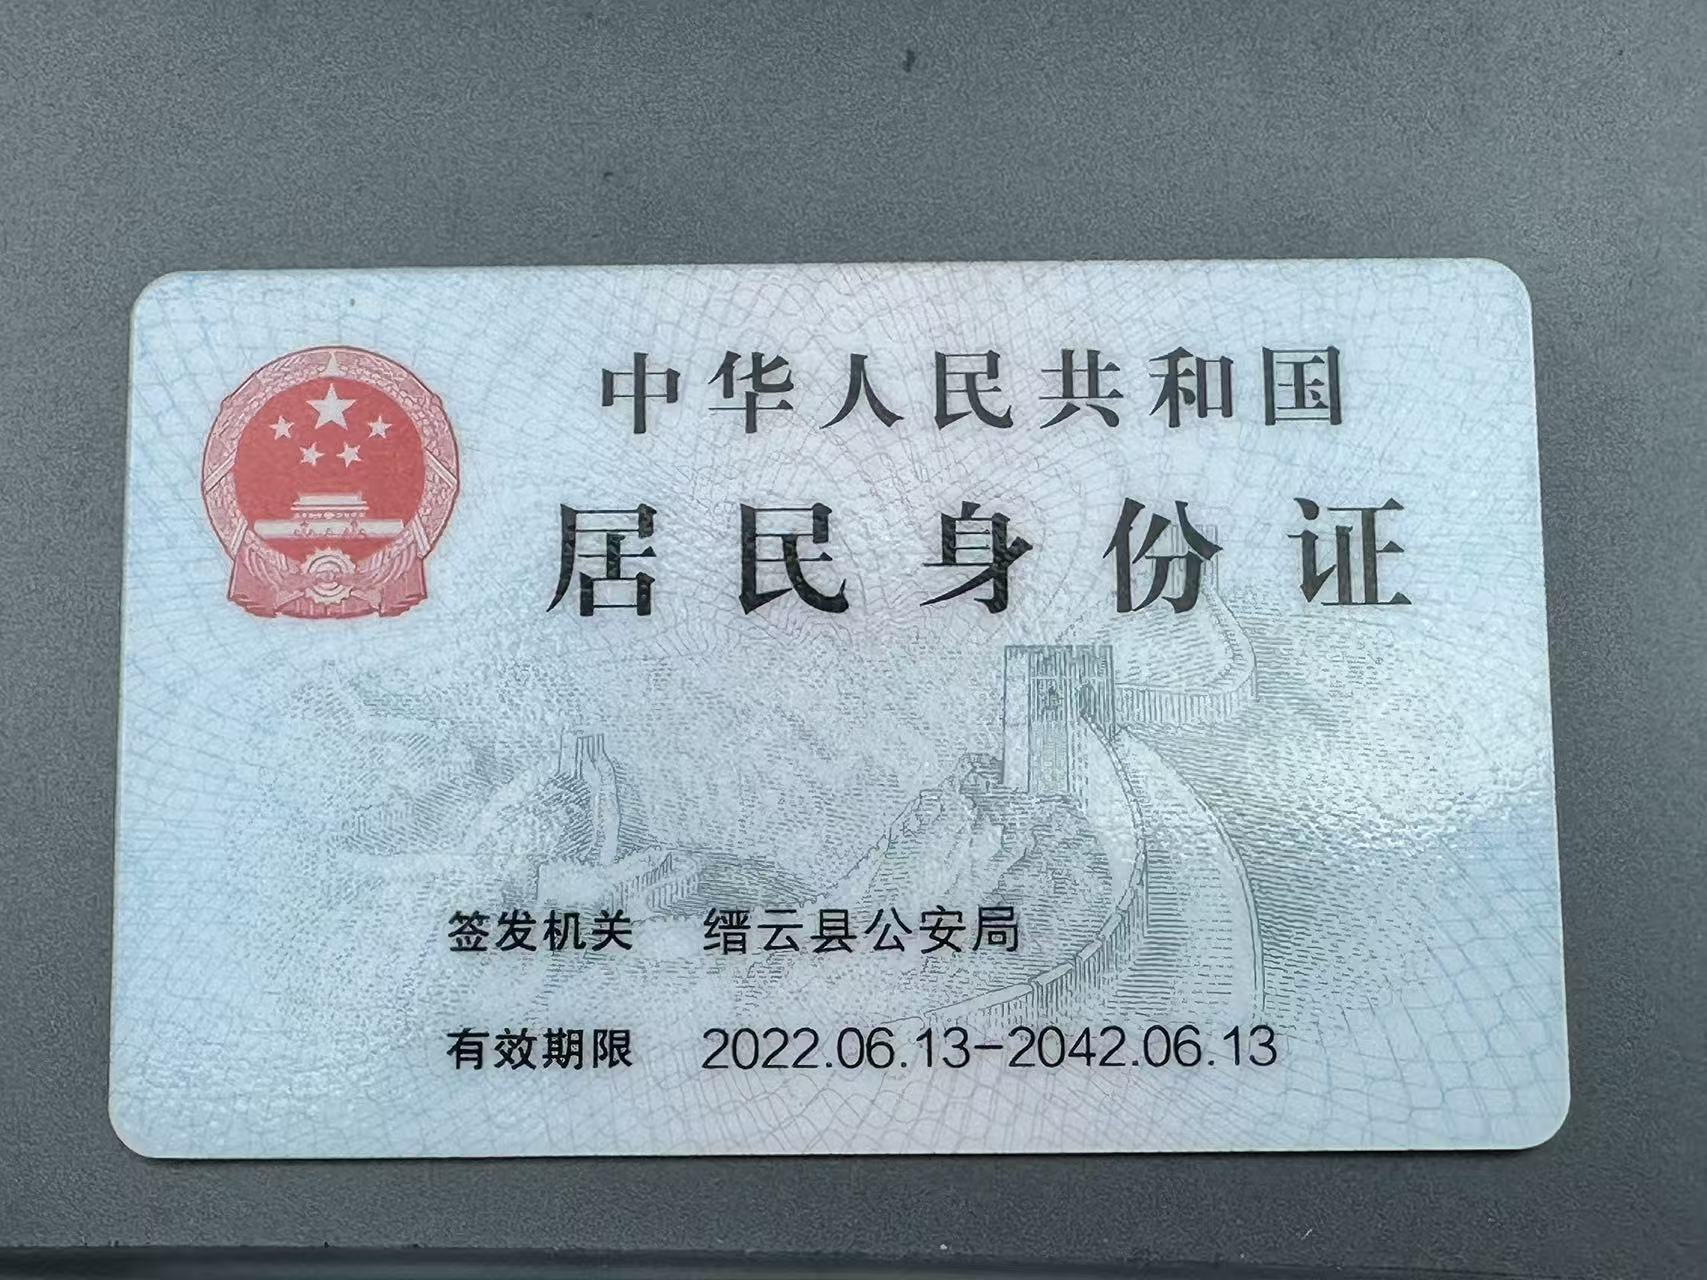 中华人民共和国
居民身份证
签发机关 缙云县公安局
有效期限 2022.06.13-2042.06.13